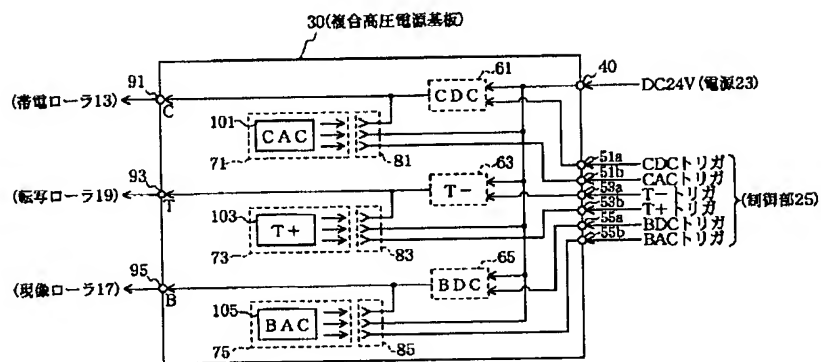 30(複合高圧電源基板)
91
(帯電ローラ13)
C
61
CDC
40
DC24V(電源23)
101
CAC
71
81
51a
CDCトリガ
51b
CACトリガ
93
(転写ローラ19)
T
63
T−
53a
T−トリガ
53b
T+トリガ
(制御部25)
55a
BDCトリガ
55b
BACトリガ
103
T+
73
83
95
(現像ローラ17)
B
65
BDC
105
BAC
75
85